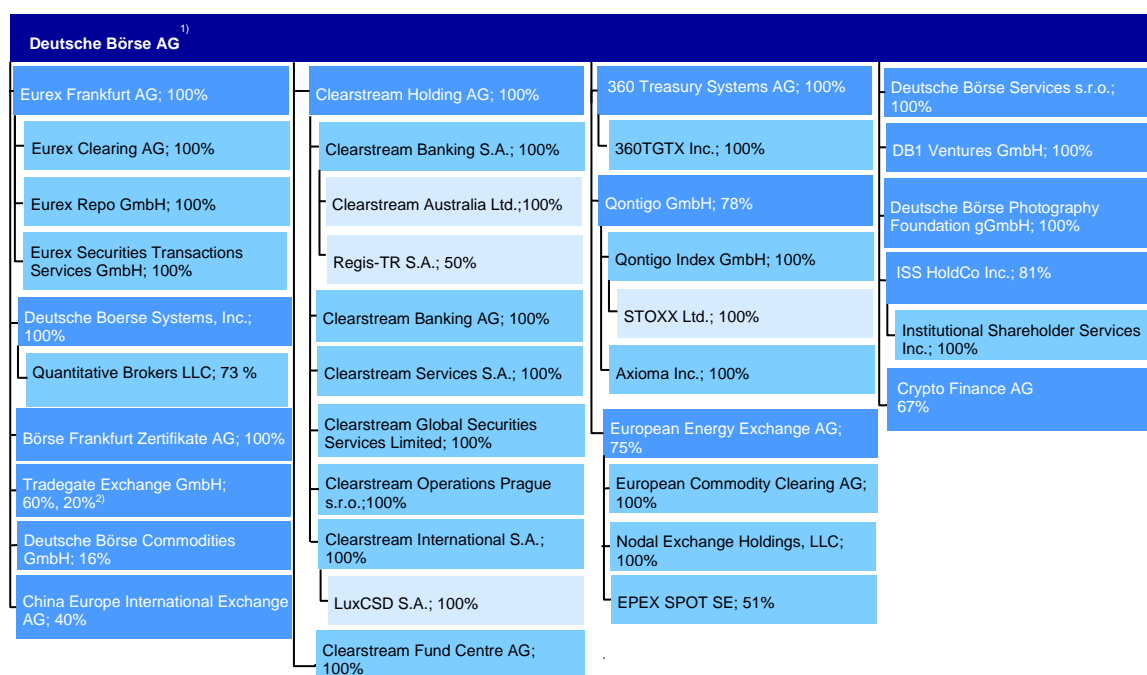 Deutsche Börse AG 1)
Eurex Frankfurt AG; 100%
Eurex Clearing AG; 100%
Eurex Repo GmbH; 100%
Eurex Securities Transactions
Services GmbH; 100%
Deutsche Boerse Systems, Inc.;
100%
Quantitative Brokers LLC; 73 %
Börse Frankfurt Zertifikate AG; 100%
Tradegate Exchange GmbH;
60%, 20%2)
Deutsche Börse Commodities
GmbH; 16%
China Europe International Exchange
AG; 40%
Clearstream Holding AG; 100%
Clearstream Banking S.A.; 100%
Clearstream Australia Ltd.;100%
Regis-TR S.A.; 50%
Clearstream Banking AG; 100%
Clearstream Services S.A.; 100%
Clearstream Global Securities
Services Limited; 100%
Clearstream Operations Prague
s.r.o.;100%
Clearstream International S.A.;
100%
LuxCSD S.A.; 100%
Clearstream Fund Centre AG;
100%
360 Treasury Systems AG; 100%
360TGTX Inc.; 100%
Qontigo GmbH; 78%
Qontigo Index GmbH; 100%
STOXX Ltd.; 100%
Axioma Inc.; 100%
European Energy Exchange AG;
75%
European Commodity Clearing AG;
100%
Nodal Exchange Holdings, LLC;
100%
EPEX SPOT SE; 51%
.
Deutsche Börse Services s.r.o.;
100%
DB1 Ventures GmbH; 100%
Deutsche Börse Photography
Foundation gGmbH; 100%
ISS HoldCo Inc.; 81%
Institutional Shareholder Services
Inc.; 100%
Crypto Finance AG
67%